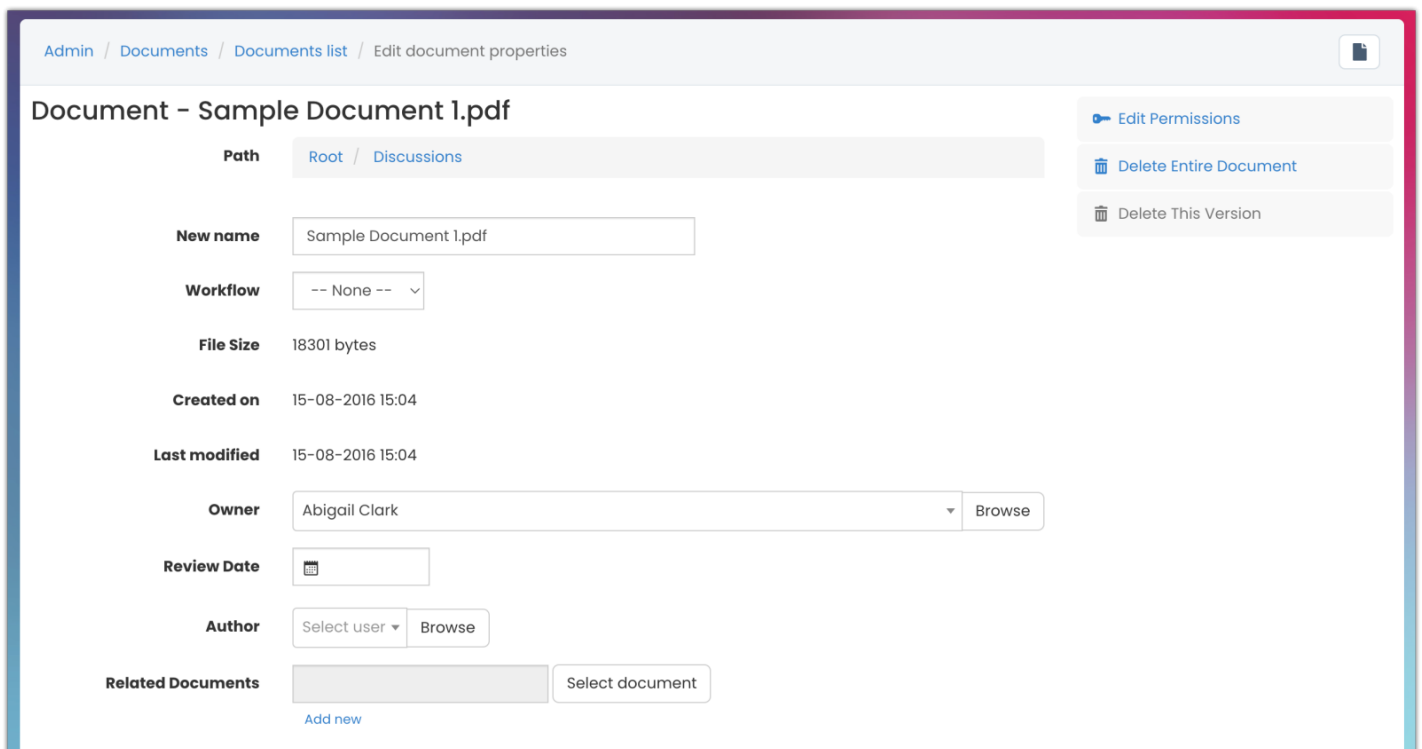 Admin / Documents / Documents list / Edit document properties
Document - Sample Document 1.pdf
Path Root / Discussions
New name Sample Document 1.pdf
Workflow -- None --
File Size 18301 bytes
Created on 15-08-2016 15:04
Last modified 15-08-2016 15:04
Owner Abigail Clark Browse
Review Date
Author Select user Browse
Related Documents Select document
Add new
Edit Permissions
Delete Entire Document
Delete This Version